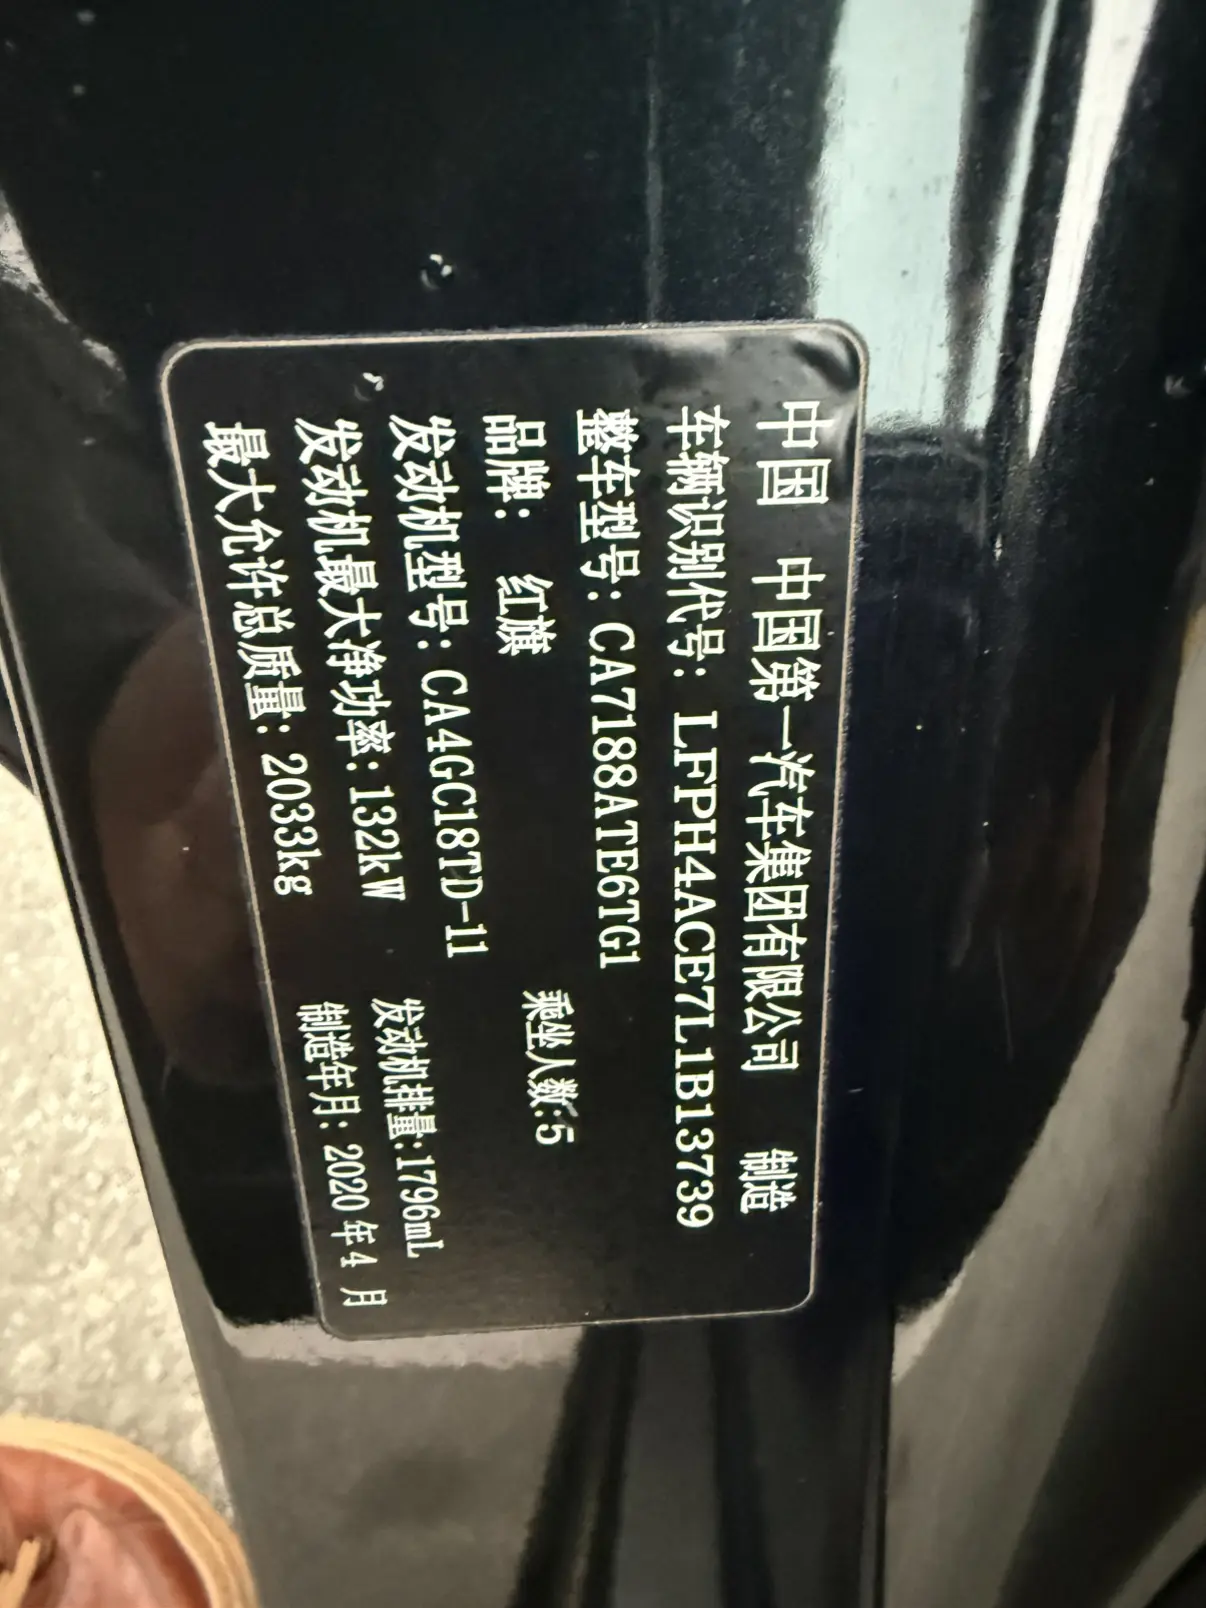 中国 中国第一汽车集团有限公司 制造
车辆识别代号: LFPH4ACE7L1B13739
整车型号: CA7188ATE6TG1
品牌: 红旗 乘坐人数:5
发动机型号: CA4GC18TD-11
发动机最大净功率: 132kW 发动机排量:1796mL
最大允许总质量: 2033kg 制造年月: 2020 年 4 月